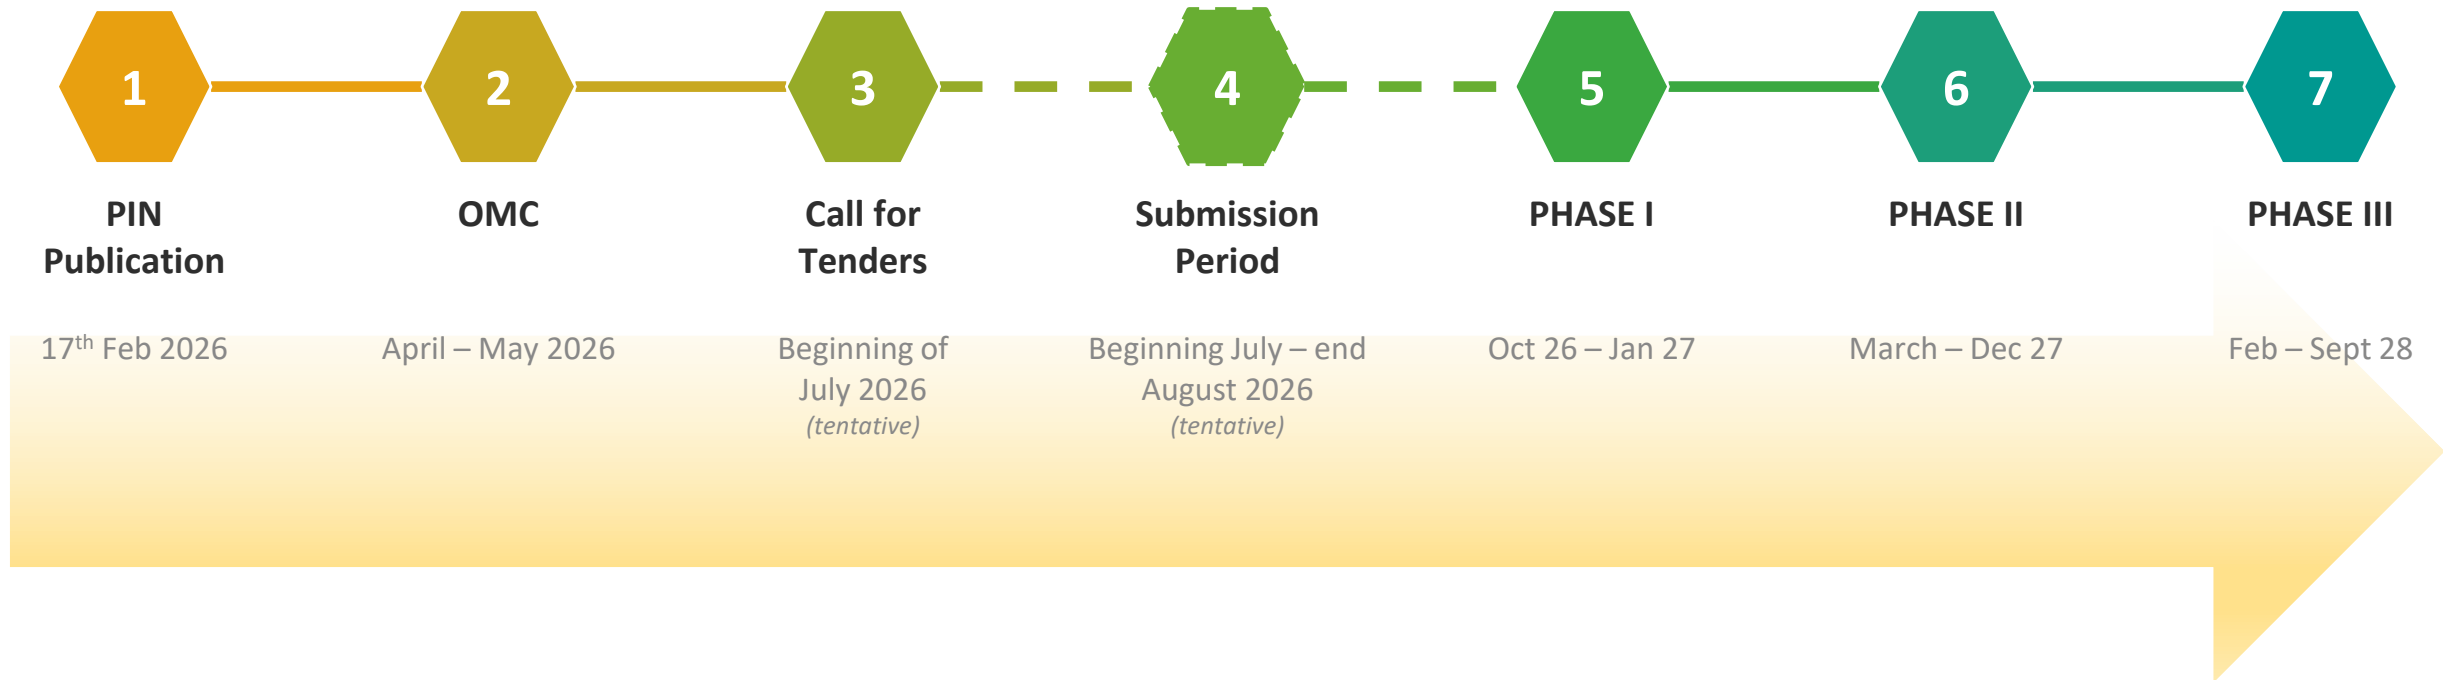 1
2
3
4
5
6
7
PIN
Publication
OMC
Call for
Tenders
Submission
Period
PHASE I
PHASE II
PHASE III
17th Feb 2026
April – May 2026
Beginning of
July 2026
(tentative)
Beginning July – end
August 2026
(tentative)
Oct 26 – Jan 27
March – Dec 27
Feb – Sept 28